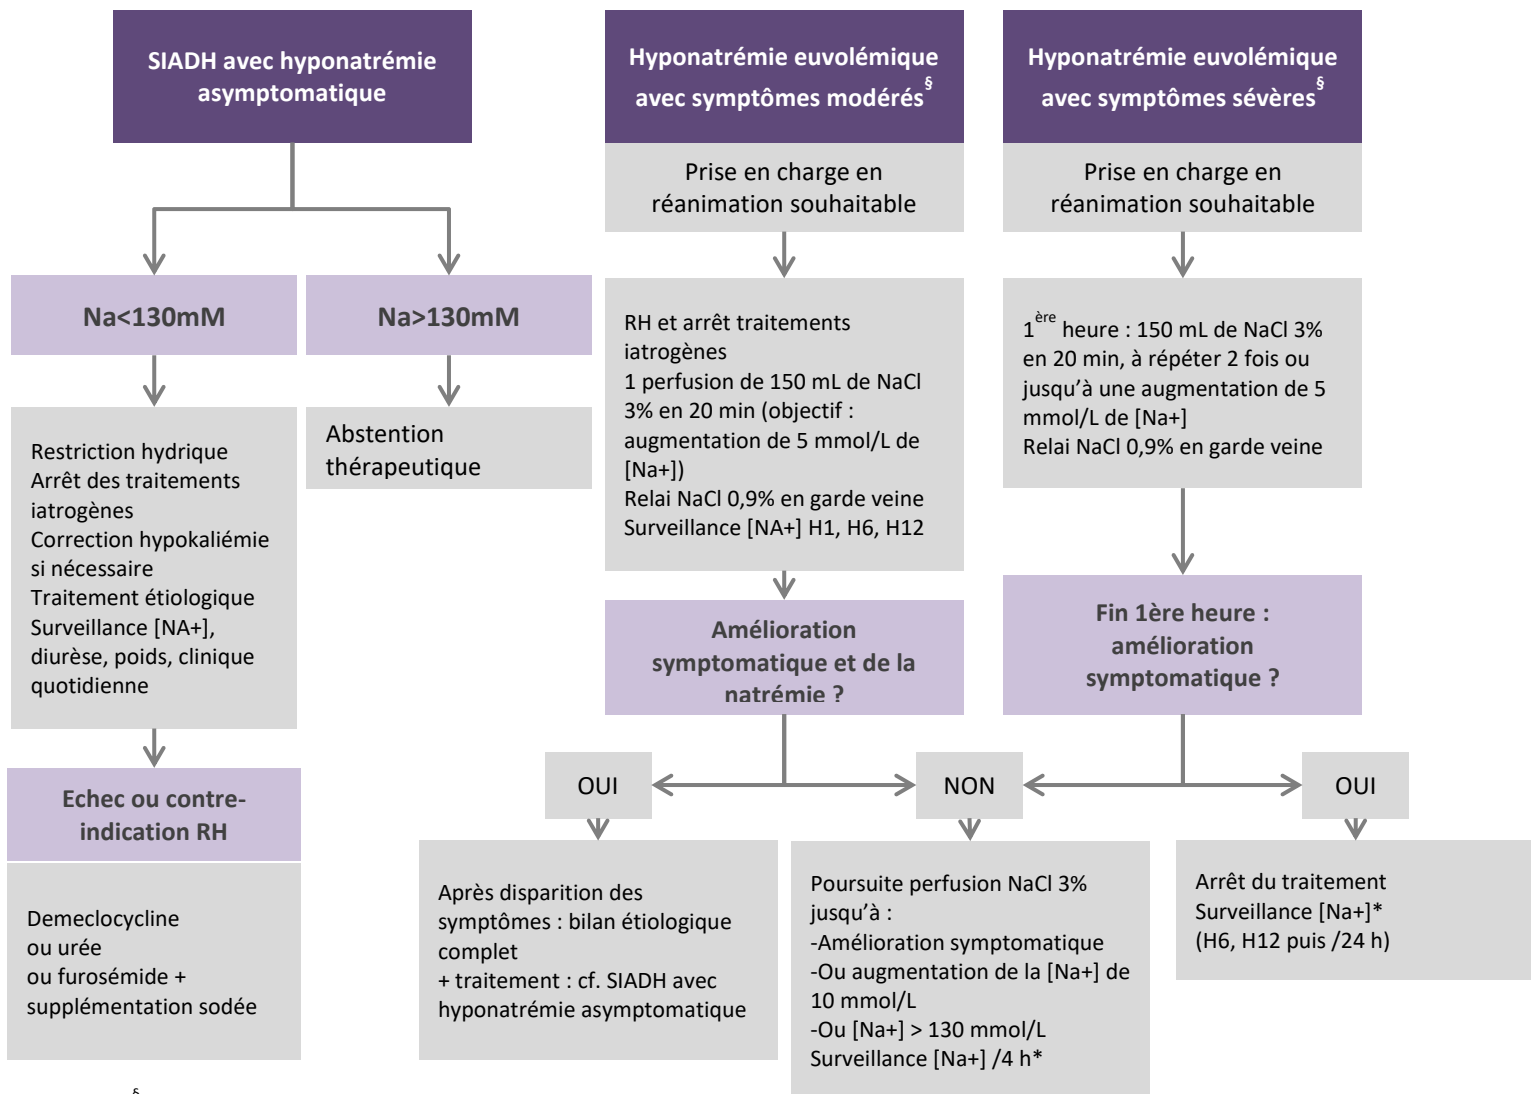 SIADH avec hyponatrémie
asymptomatique
Na<130mM
Na>130mM
Restriction hydrique
Arrêt des traitements
iatrogènes
Correction hypokaliémie
si nécessaire
Traitement étiologique
Surveillance [NA+],
diurèse, poids, clinique
quotidienne
Abstention
thérapeutique
Echec ou contre-
indication RH
Demeclocycline
ou urée
ou furosémide +
supplémentation sodée
Hyponatrémie euvolémique
avec symptômes modérés§
Prise en charge en
réanimation souhaitable
RH et arrêt traitements
iatrogènes
1 perfusion de 150 mL de NaCl
3% en 20 min (objectif :
augmentation de 5 mmol/L de
[Na+])
Relai NaCl 0,9% en garde veine
Surveillance [NA+] H1, H6, H12
Amélioration
symptomatique et de la
natrémie ?
Hyponatrémie euvolémique
avec symptômes sévères§
Prise en charge en
réanimation souhaitable
1ère heure : 150 mL de NaCl 3%
en 20 min, à répéter 2 fois ou
jusqu’à une augmentation de 5
mmol/L de [Na+]
Relai NaCl 0,9% en garde veine
Fin 1ère heure :
amélioration
symptomatique ?
OUI
NON
OUI
Après disparition des
symptômes : bilan étiologique
complet
+ traitement : cf. SIADH avec
hyponatrémie asymptomatique
Poursuite perfusion NaCl 3%
jusqu’à :
-Amélioration symptomatique
-Ou augmentation de la [Na+] de
10 mmol/L
-Ou [Na+] > 130 mmol/L
Surveillance [Na+] /4 h*
Arrêt du traitement
Surveillance [Na+]*
(H6, H12 puis /24 h)
§